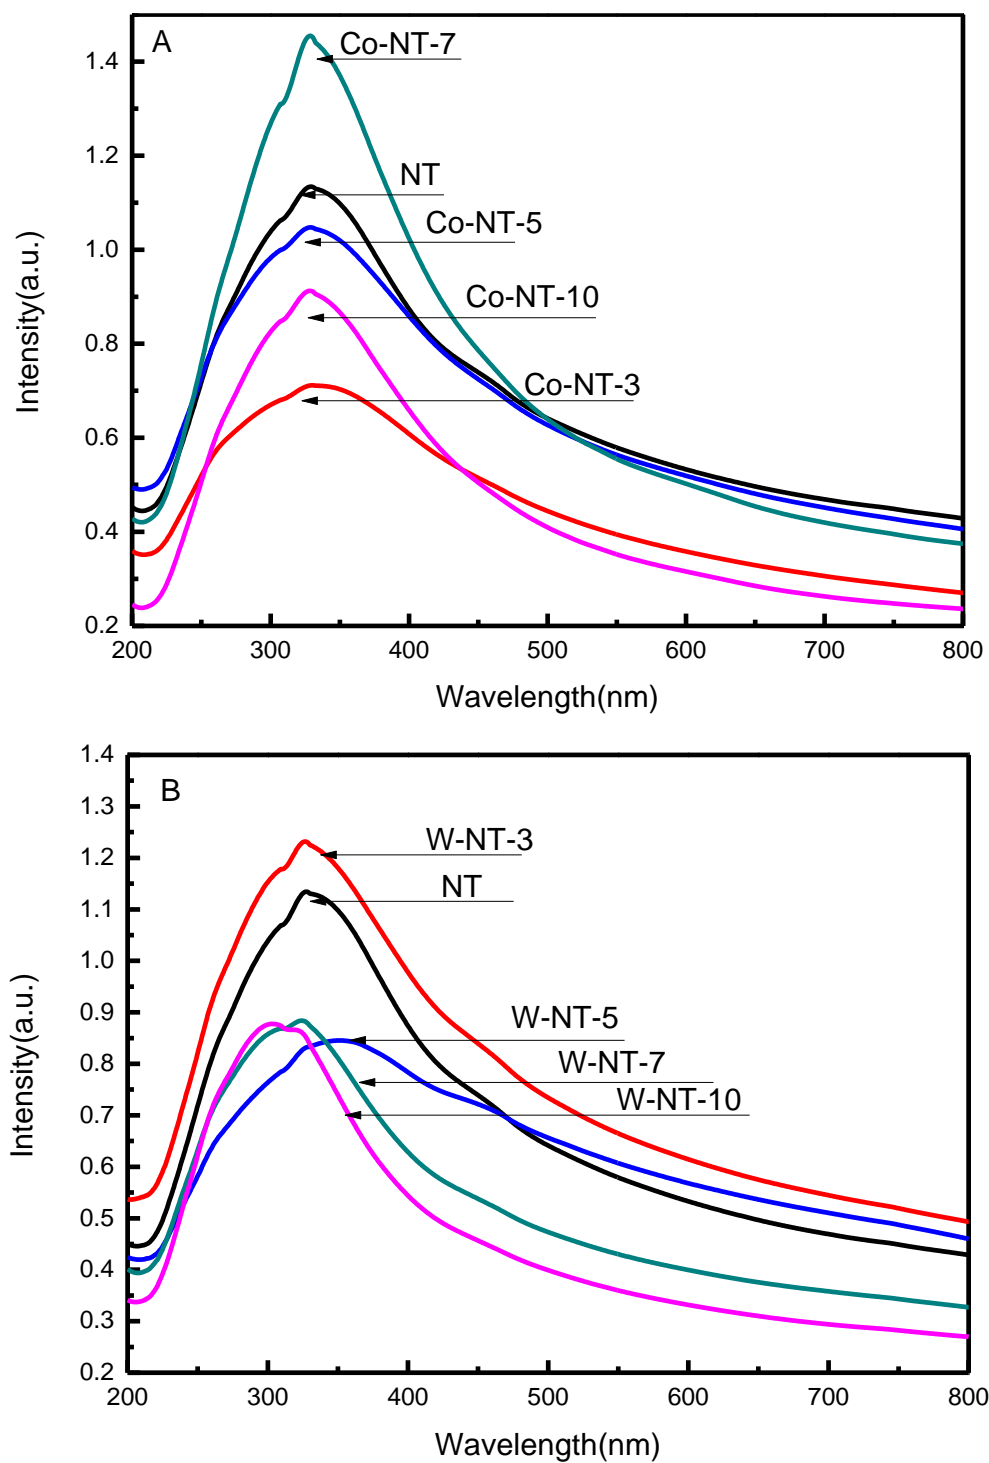 A
Co-NT-7
NT
Co-NT-5
Co-NT-10
Co-NT-3
Intensity(a.u.)
1.4
1.2
1.0
0.8
0.6
0.4
0.2
200 300 400 500 600 700 800
Wavelength(nm)
B
W-NT-3
NT
W-NT-5
W-NT-7
W-NT-10
Intensity(a.u.)
1.4
1.3
1.2
1.1
1.0
0.9
0.8
0.7
0.6
0.5
0.4
0.3
0.2
200 300 400 500 600 700 800
Wavelength(nm)